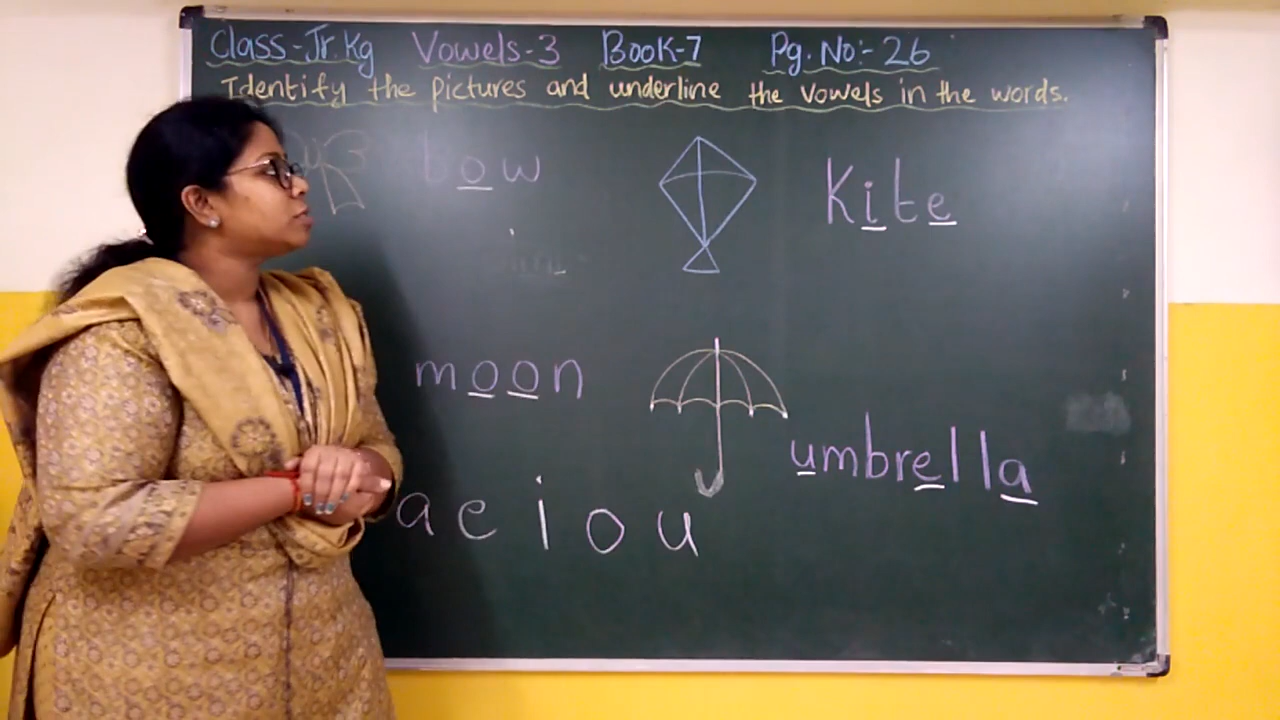 Class-Jr.Kg Vowels-3 Book-7 Pg. No:- 26
Identify the pictures and underline the vowels in the words.
bow
Kite
moon
umbrella
a e i o u